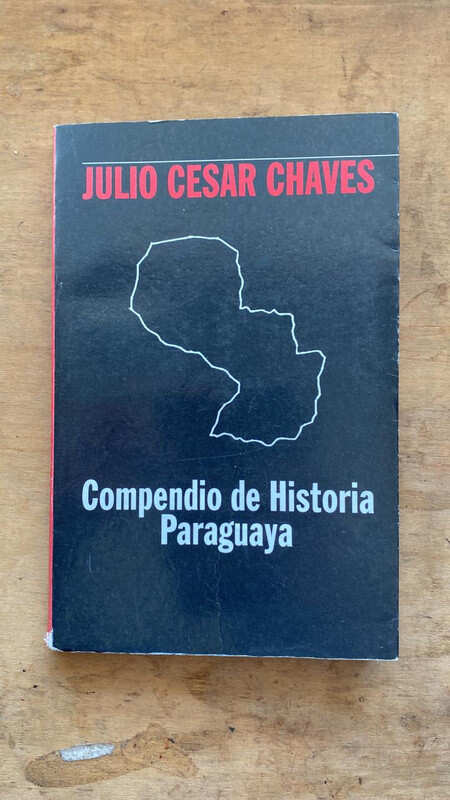 JULIO CESAR CHAVES
Compendio de Historia
Paraguaya